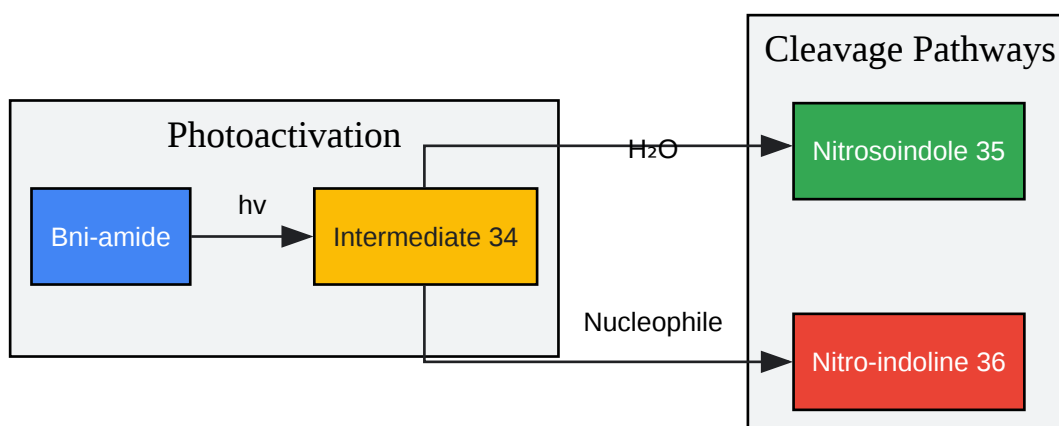 Cleavage Pathways
Photoactivation
H₂O
Nitrosoindole 35
hv
Bni-amide
Intermediate 34
Nucleophile
Nitro-indoline 36